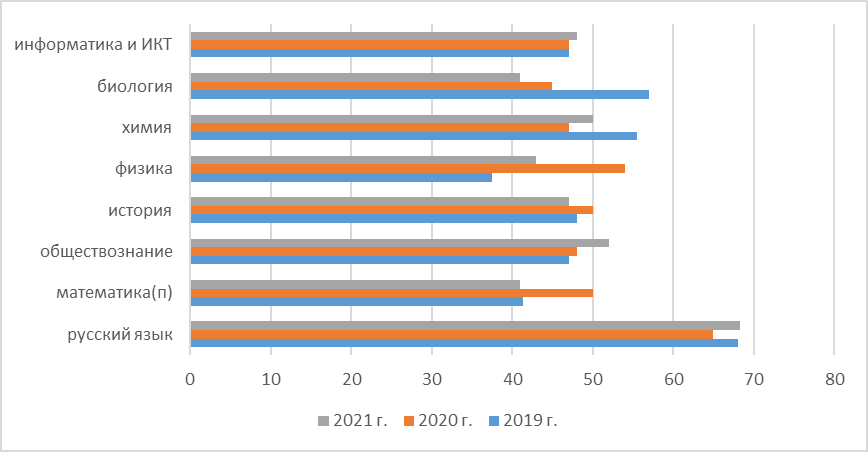 информатика и ИКТ
биология
химия
физика
история
обществознание
математика(п)
русский язык
0 10 20 30 40 50 60 70 80
2021 г. 2020 г. 2019 г.